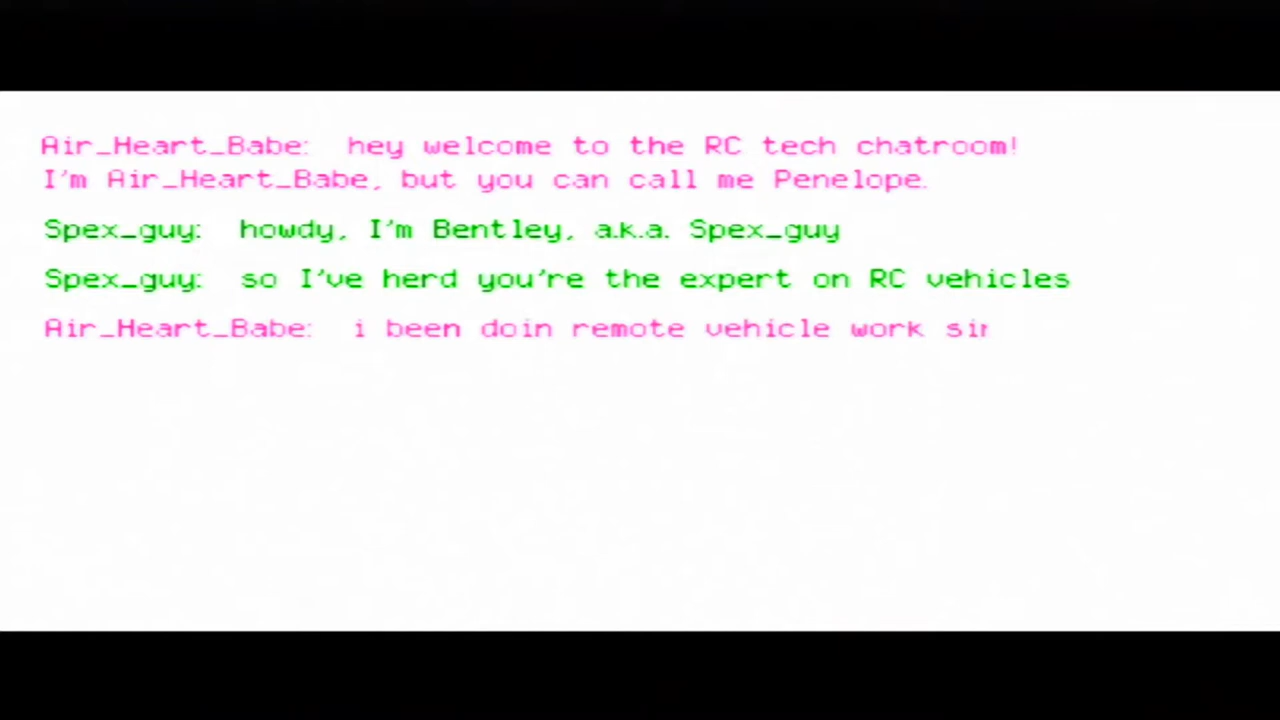 Air_Heart_Babe: hey welcome to the RC tech chatroom!
I'm Air_Heart_Babe, but you can call me Penelope.
Spex_guy: howdy, I'm Bentley, a.k.a. Spex_guy
Spex_guy: so I've herd you're the expert on RC vehicles
Air_Heart_Babe: i been doin remote vehicle work